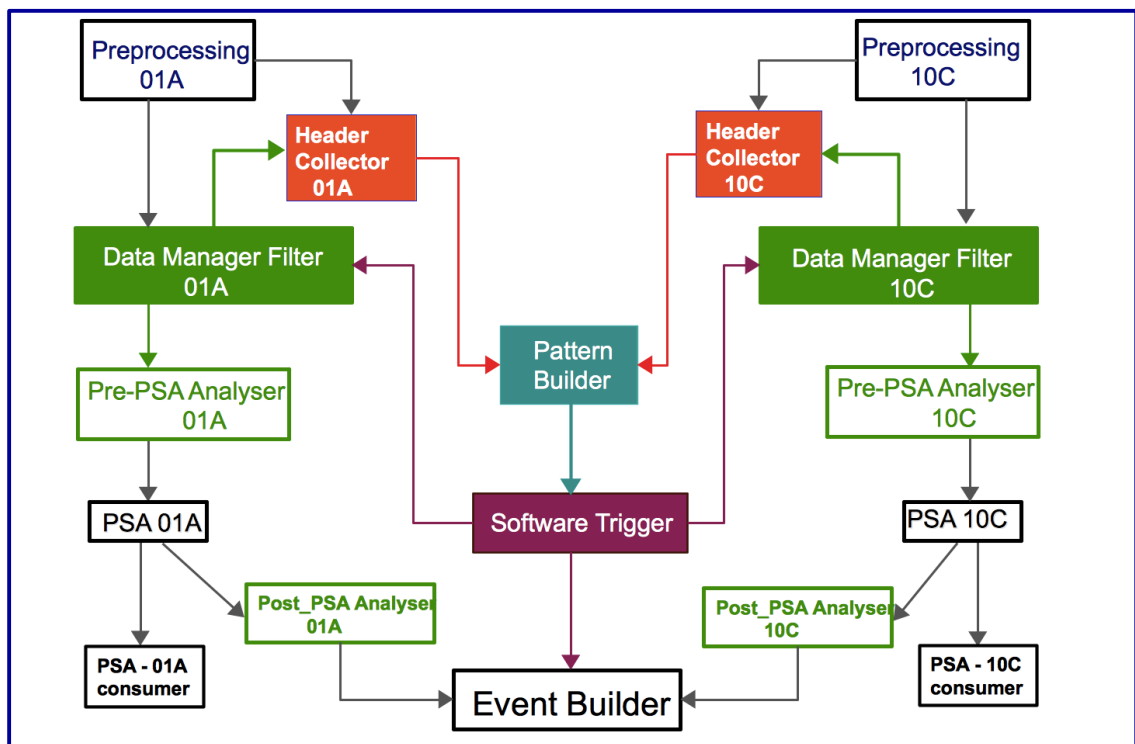 Preprocessing
01A
Preprocessing
10C
Header
Collector
01A
Header
Collector
10C
Data Manager Filter
01A
Data Manager Filter
10C
Pattern
Builder
Pre-PSA Analyser
01A
Pre-PSA Analyser
10C
PSA 01A
Software Trigger
PSA 10C
Post_PSA Analyser
01A
Post_PSA Analyser
10C
PSA - 01A
consumer
Event Builder
PSA - 10C
consumer